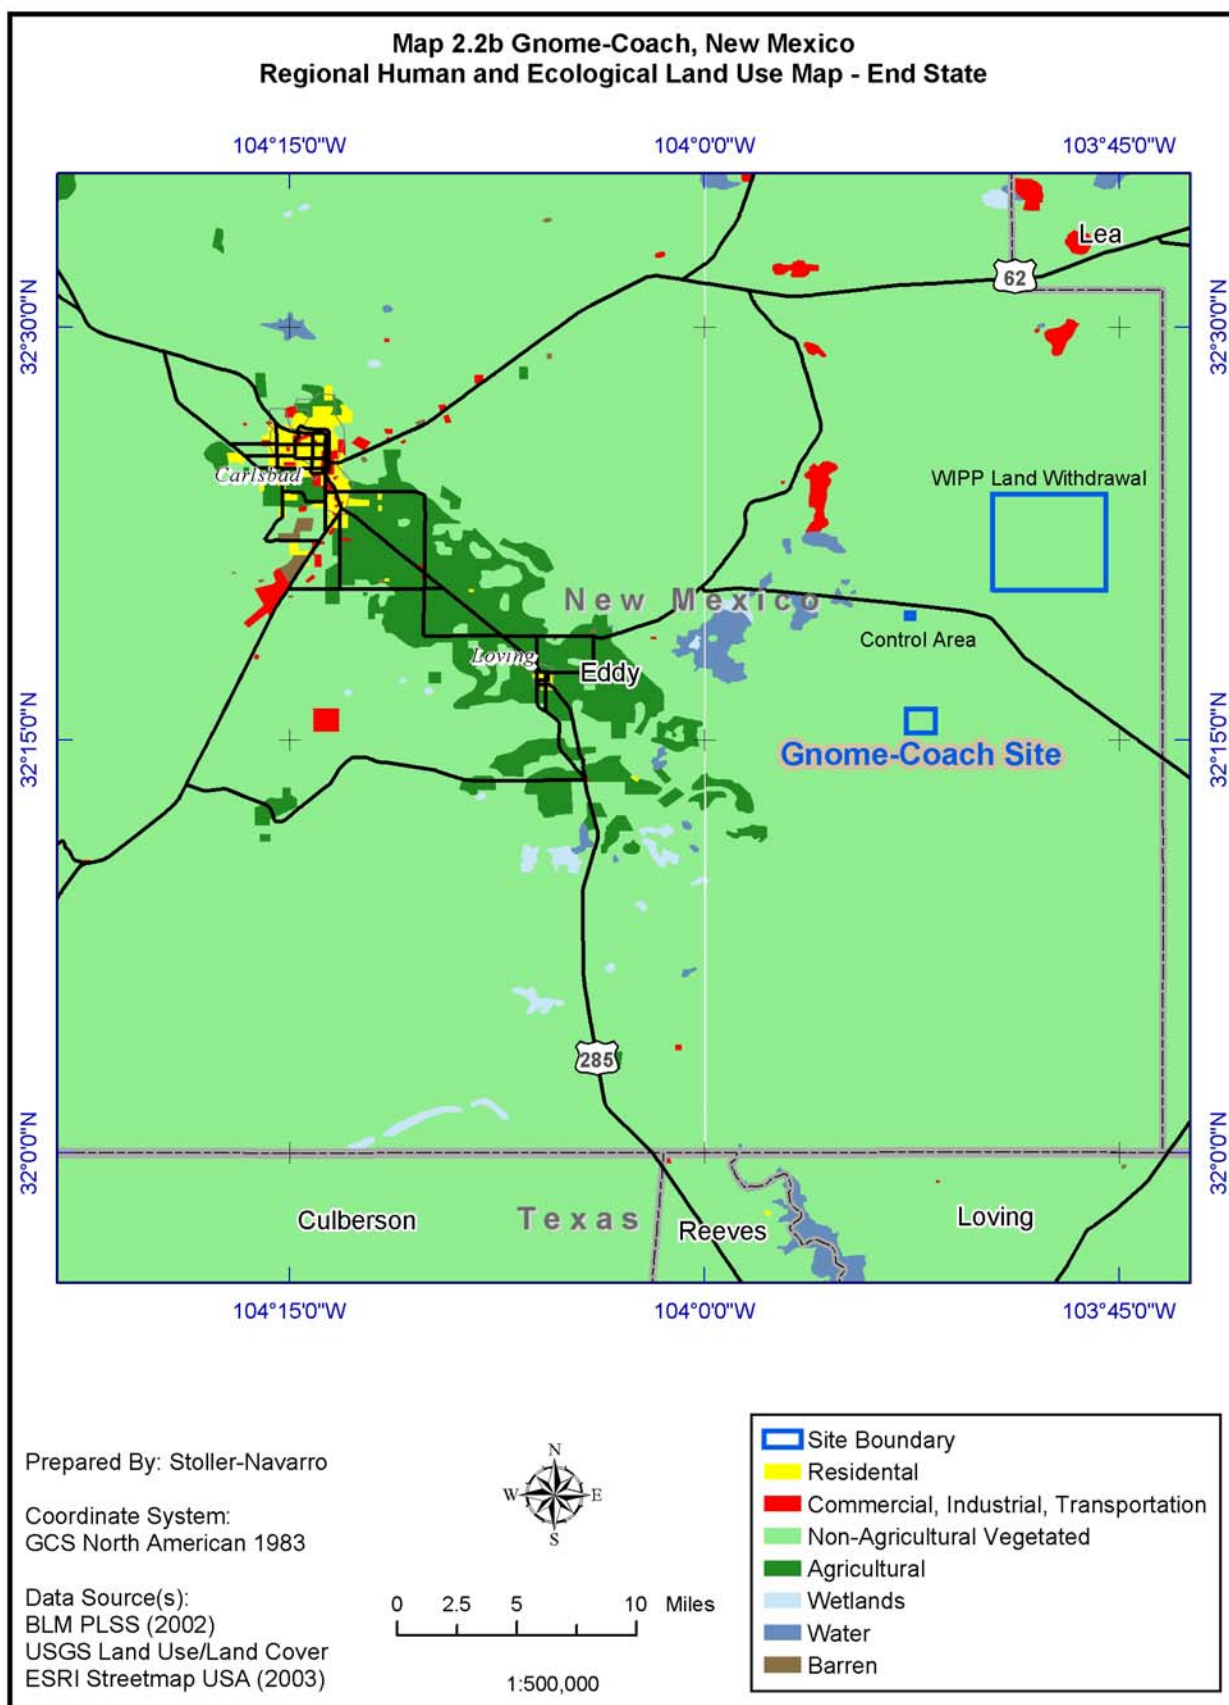 Map 2.2b Gnome-Coach, New Mexico
Regional Human and Ecological Land Use Map - End State
104°15'0"W 104°0'0"W 103°45'0"W
Lea
62
32°30'0"N 32°30'0"N
Carlsbad
WIPP Land Withdrawal
New Mexico
Control Area
Loving
Eddy
32°15'0"N 32°15'0"N
Gnome-Coach Site
285
32°0'0"N 32°0'0"N
Culberson
Texas
Reeves
Loving
104°15'0"W 104°0'0"W 103°45'0"W
Prepared By: Stoller-Navarro
Coordinate System:
GCS North American 1983
Data Source(s):
BLM PLSS (2002)
USGS Land Use/Land Cover
ESRI Streetmap USA (2003)
N
W E
S
0 2.5 5 10 Miles
1:500,000
Site Boundary
Residental
Commercial, Industrial, Transportation
Non-Agricultural Vegetated
Agricultural
Wetlands
Water
Barren